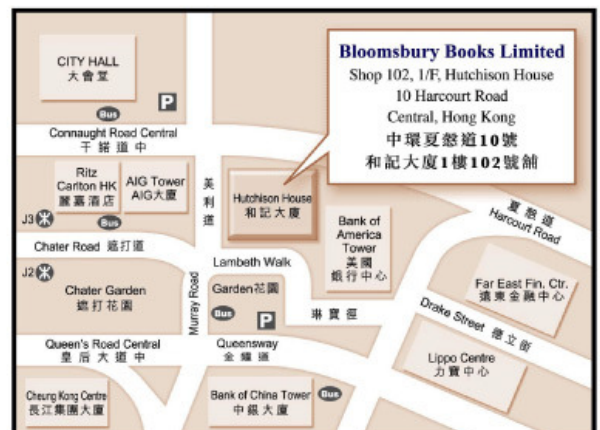 CITY HALL
大會堂
Bus
P
Connaught Road Central
干諾道中
Bloomsbury Books Limited
Shop 102, 1/F, Hutchison House
10 Harcourt Road
Central, Hong Kong
中環夏慤道10號
和記大廈1樓102號舖
Ritz
Carlton HK
麗嘉酒店
AIG Tower
AIG大廈
Bus
J3
美利道
Hutchison House
和記大廈
Bank of
America
Tower
美國
銀行中心
夏慤道
Harcourt Road
Chater Road 遮打道
J2
Chater Garden
遮打花園
Murray Road
Lambeth Walk
Garden花園
Bus
P
琳寶徑
Far East Fin. Ctr.
遠東金融中心
Drake Street 德立街
Queen's Road Central
皇后大道中
Queensway
金鐘道
Lippo Centre
力寶中心
Cheung Kong Centre
長江集團大廈
Bank of China Tower
中銀大廈
Bus